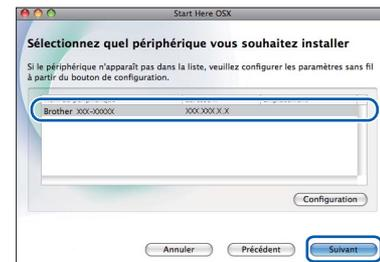 Start Here OSX
Sélectionnez quel périphérique vous souhaitez installer
Si le périphérique n'apparaît pas dans la liste, veuillez configurer les paramètres sans fil
à partir du bouton de configuration.
Brother XXX-XXXXX XXX.XXX.X.X
Configuration
Annuler Précédent Suivant